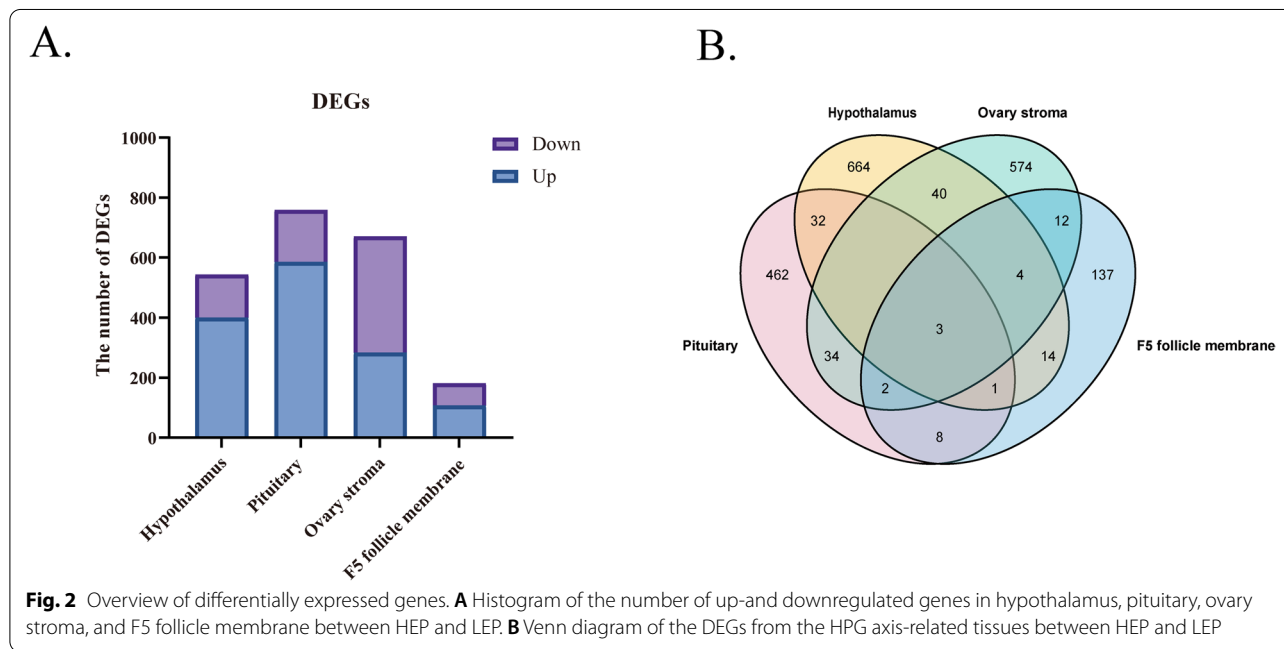 A.
DEGs
Down
Up
The number of DEGs
1000
800
600
400
200
0
Hypothalamus
Pituitary
Ovary stroma
F5 follicle membrane
B.
Hypothalamus
Ovary stroma
Pituitary
F5 follicle membrane
664
574
40
32
12
462
4
137
3
34
14
2
1
8
Fig. 2 Overview of differentially expressed genes. A Histogram of the number of up-and downregulated genes in hypothalamus, pituitary, ovary
stroma, and F5 follicle membrane between HEP and LEP. B Venn diagram of the DEGs from the HPG axis-related tissues between HEP and LEP